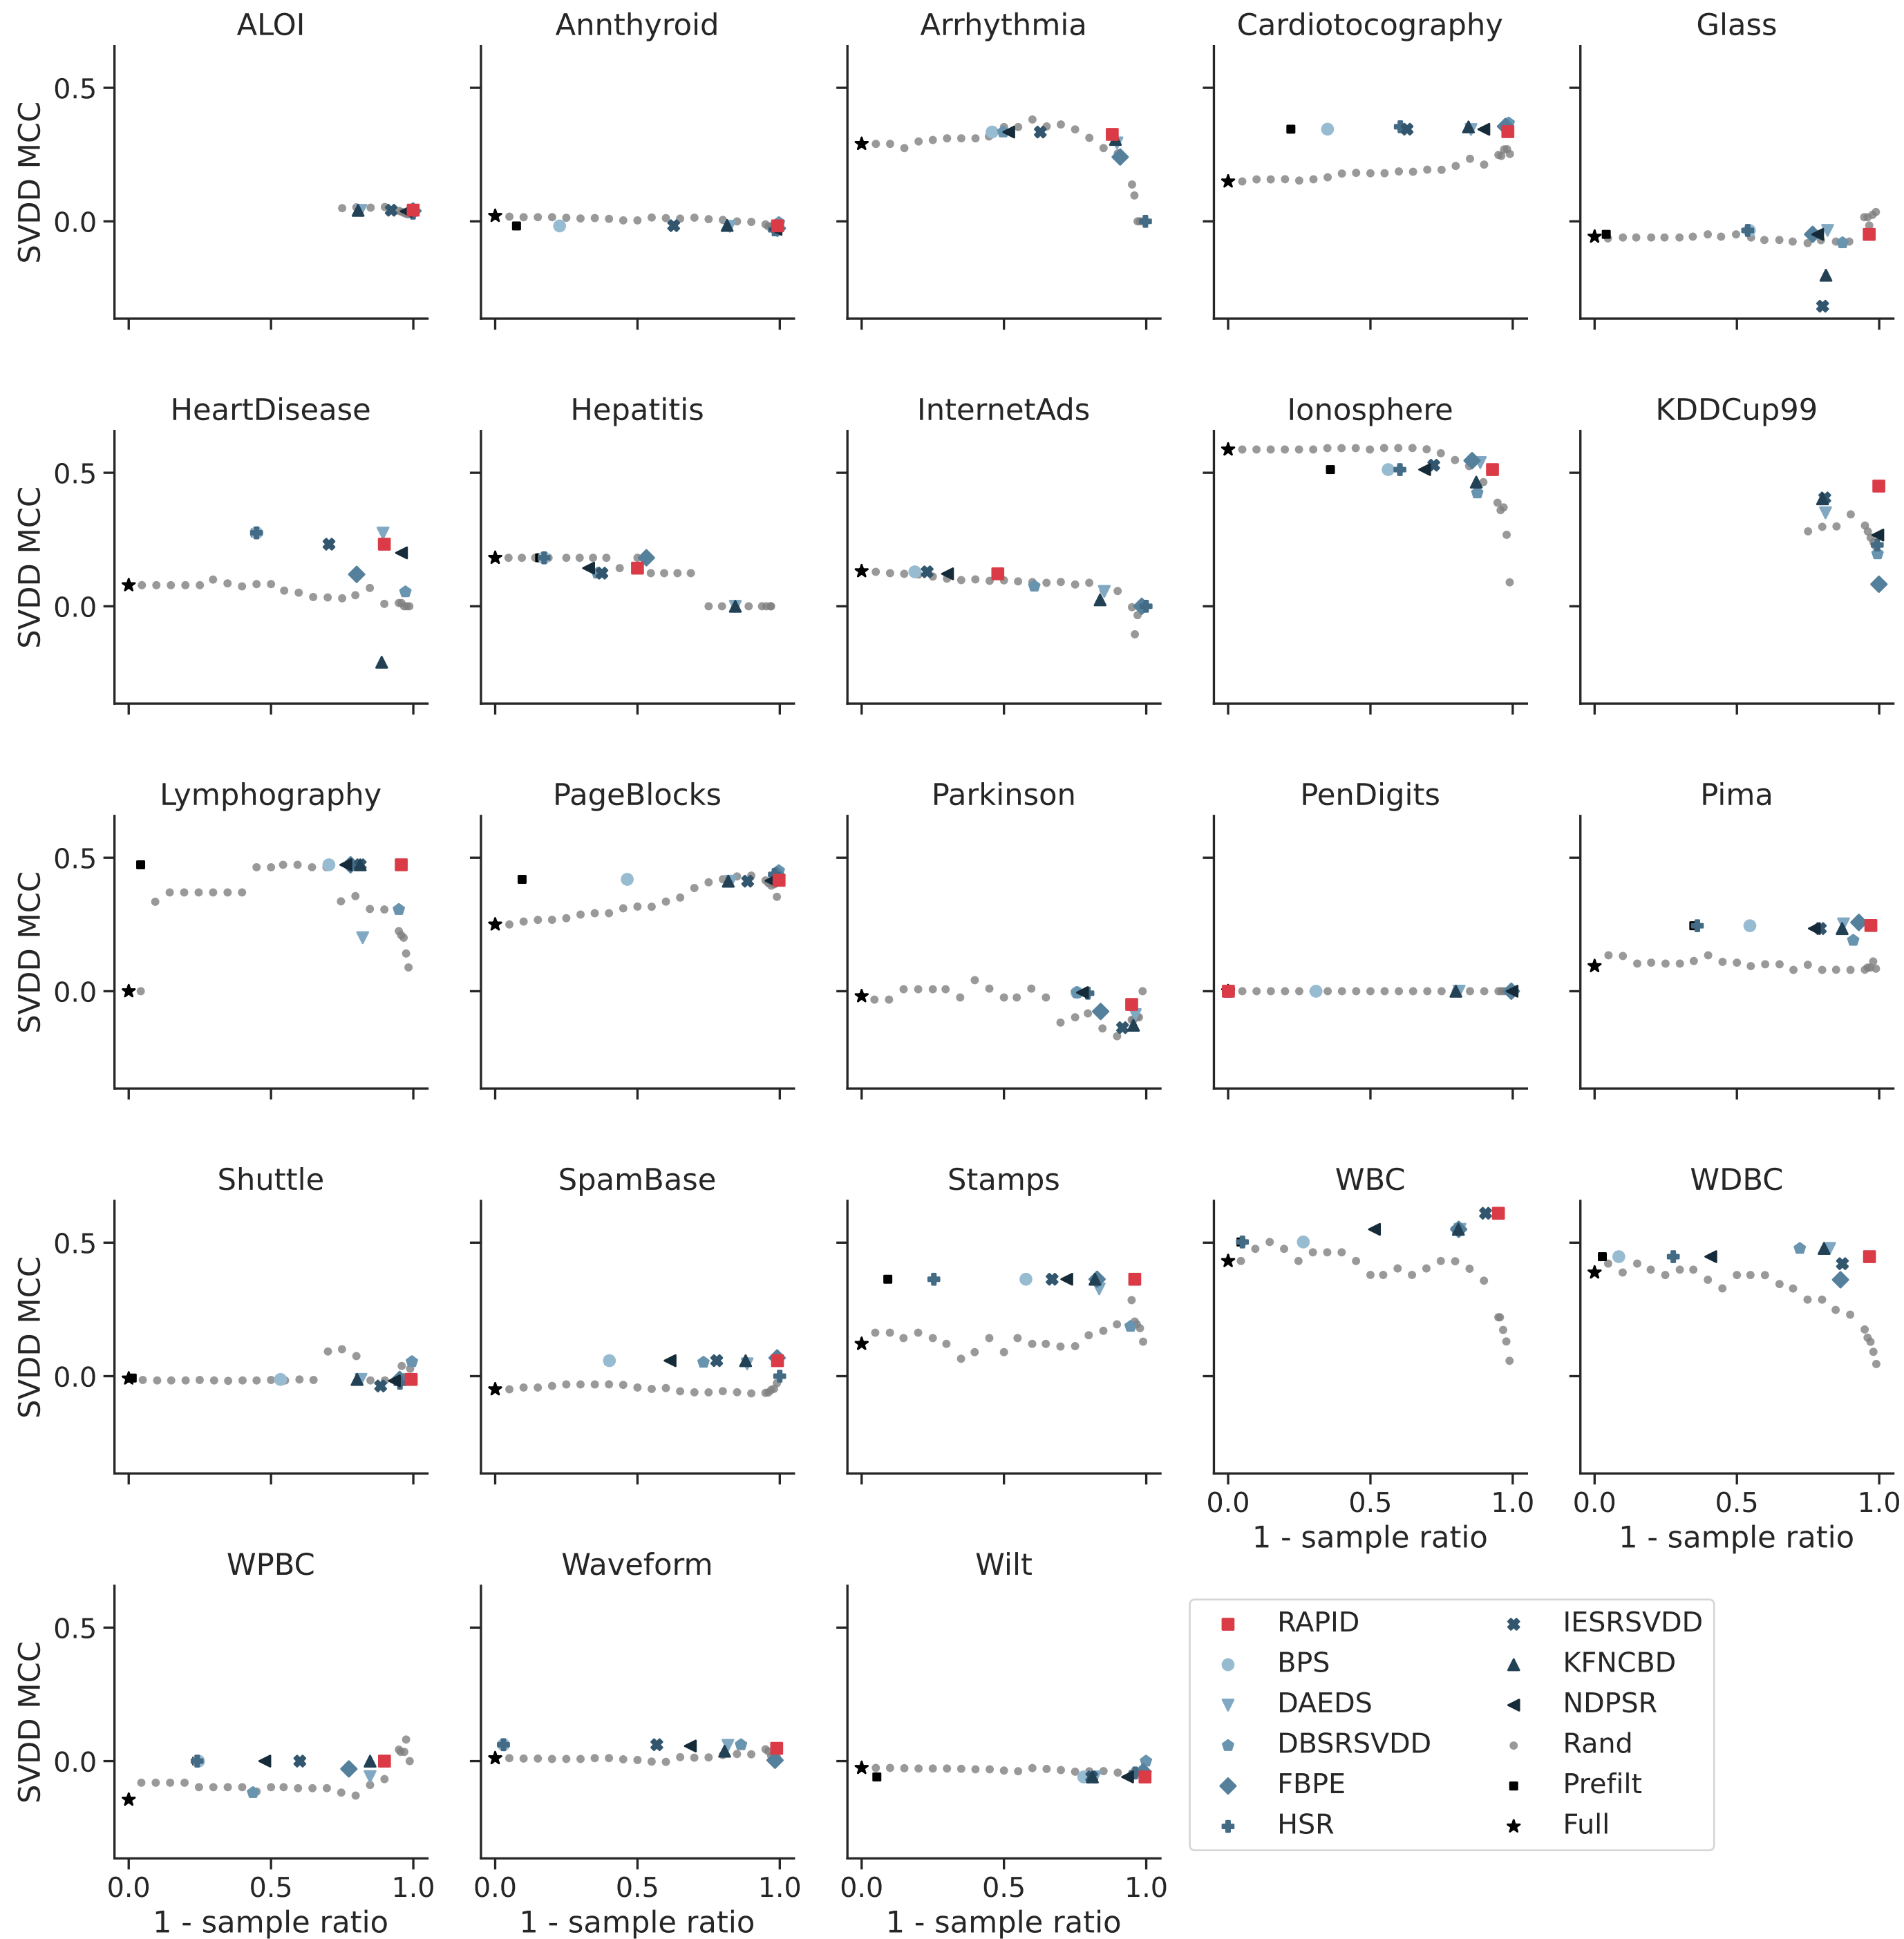 ALOI Annthyroid Arrhythmia Cardiotocography Glass
SVDD MCC
0.5
0.0
HeartDisease Hepatitis InternetAds Ionosphere KDDCup99
SVDD MCC
0.5
0.0
Lymphography PageBlocks Parkinson PenDigits Pima
SVDD MCC
0.5
0.0
Shuttle SpamBase Stamps WBC WDBC
SVDD MCC
0.5
0.0
0.0 0.5 1.0 0.0 0.5 1.0
1 - sample ratio 1 - sample ratio
WPBC Waveform Wilt
SVDD MCC
0.5
0.0
0.0 0.5 1.0 0.0 0.5 1.0 0.0 0.5 1.0
1 - sample ratio 1 - sample ratio 1 - sample ratio
RAPID
BPS
DAEDS
DBSRSVDD
FBPE
HSR
IESRSVDD
KFNCBD
NDPSR
Rand
Prefilt
Full